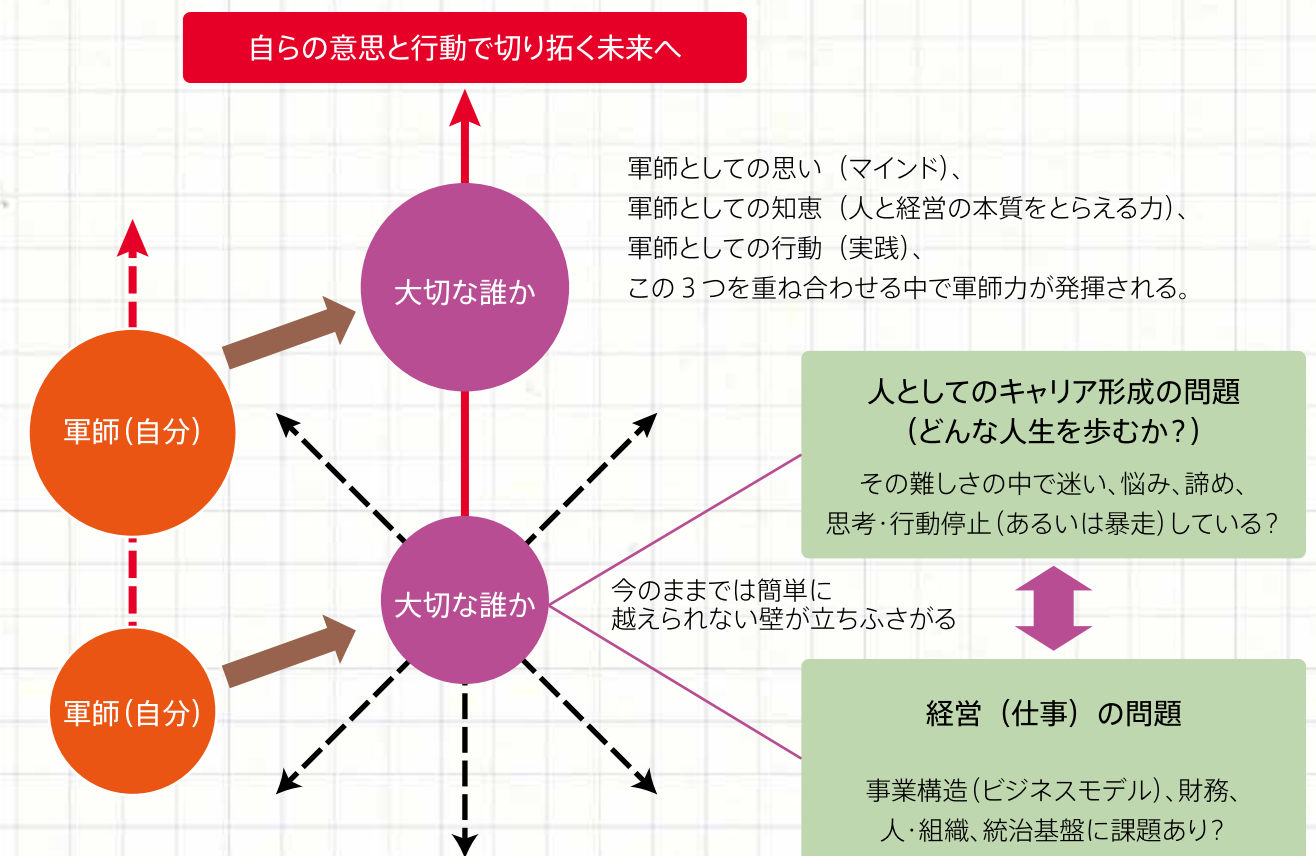 自らの意思と行動で切り拓く未来へ
軍師としての思い（マインド）、
軍師としての知恵（人と経営の本質をとらえる力）、
軍師としての行動（実践）、
この３つを重ね合わせる中で軍師力が発揮される。
大切な誰か
軍師（自分）
人としてのキャリア形成の問題
（どんな人生を歩むか？）
その難しさの中で迷い、悩み、諦め、
思考・行動停止（あるいは暴走）している？
今のままでは簡単に
越えられない壁が立ちふさがる
大切な誰か
軍師（自分）
経営（仕事）の問題
事業構造（ビジネスモデル）、財務、
人・組織、統治基盤に課題あり？